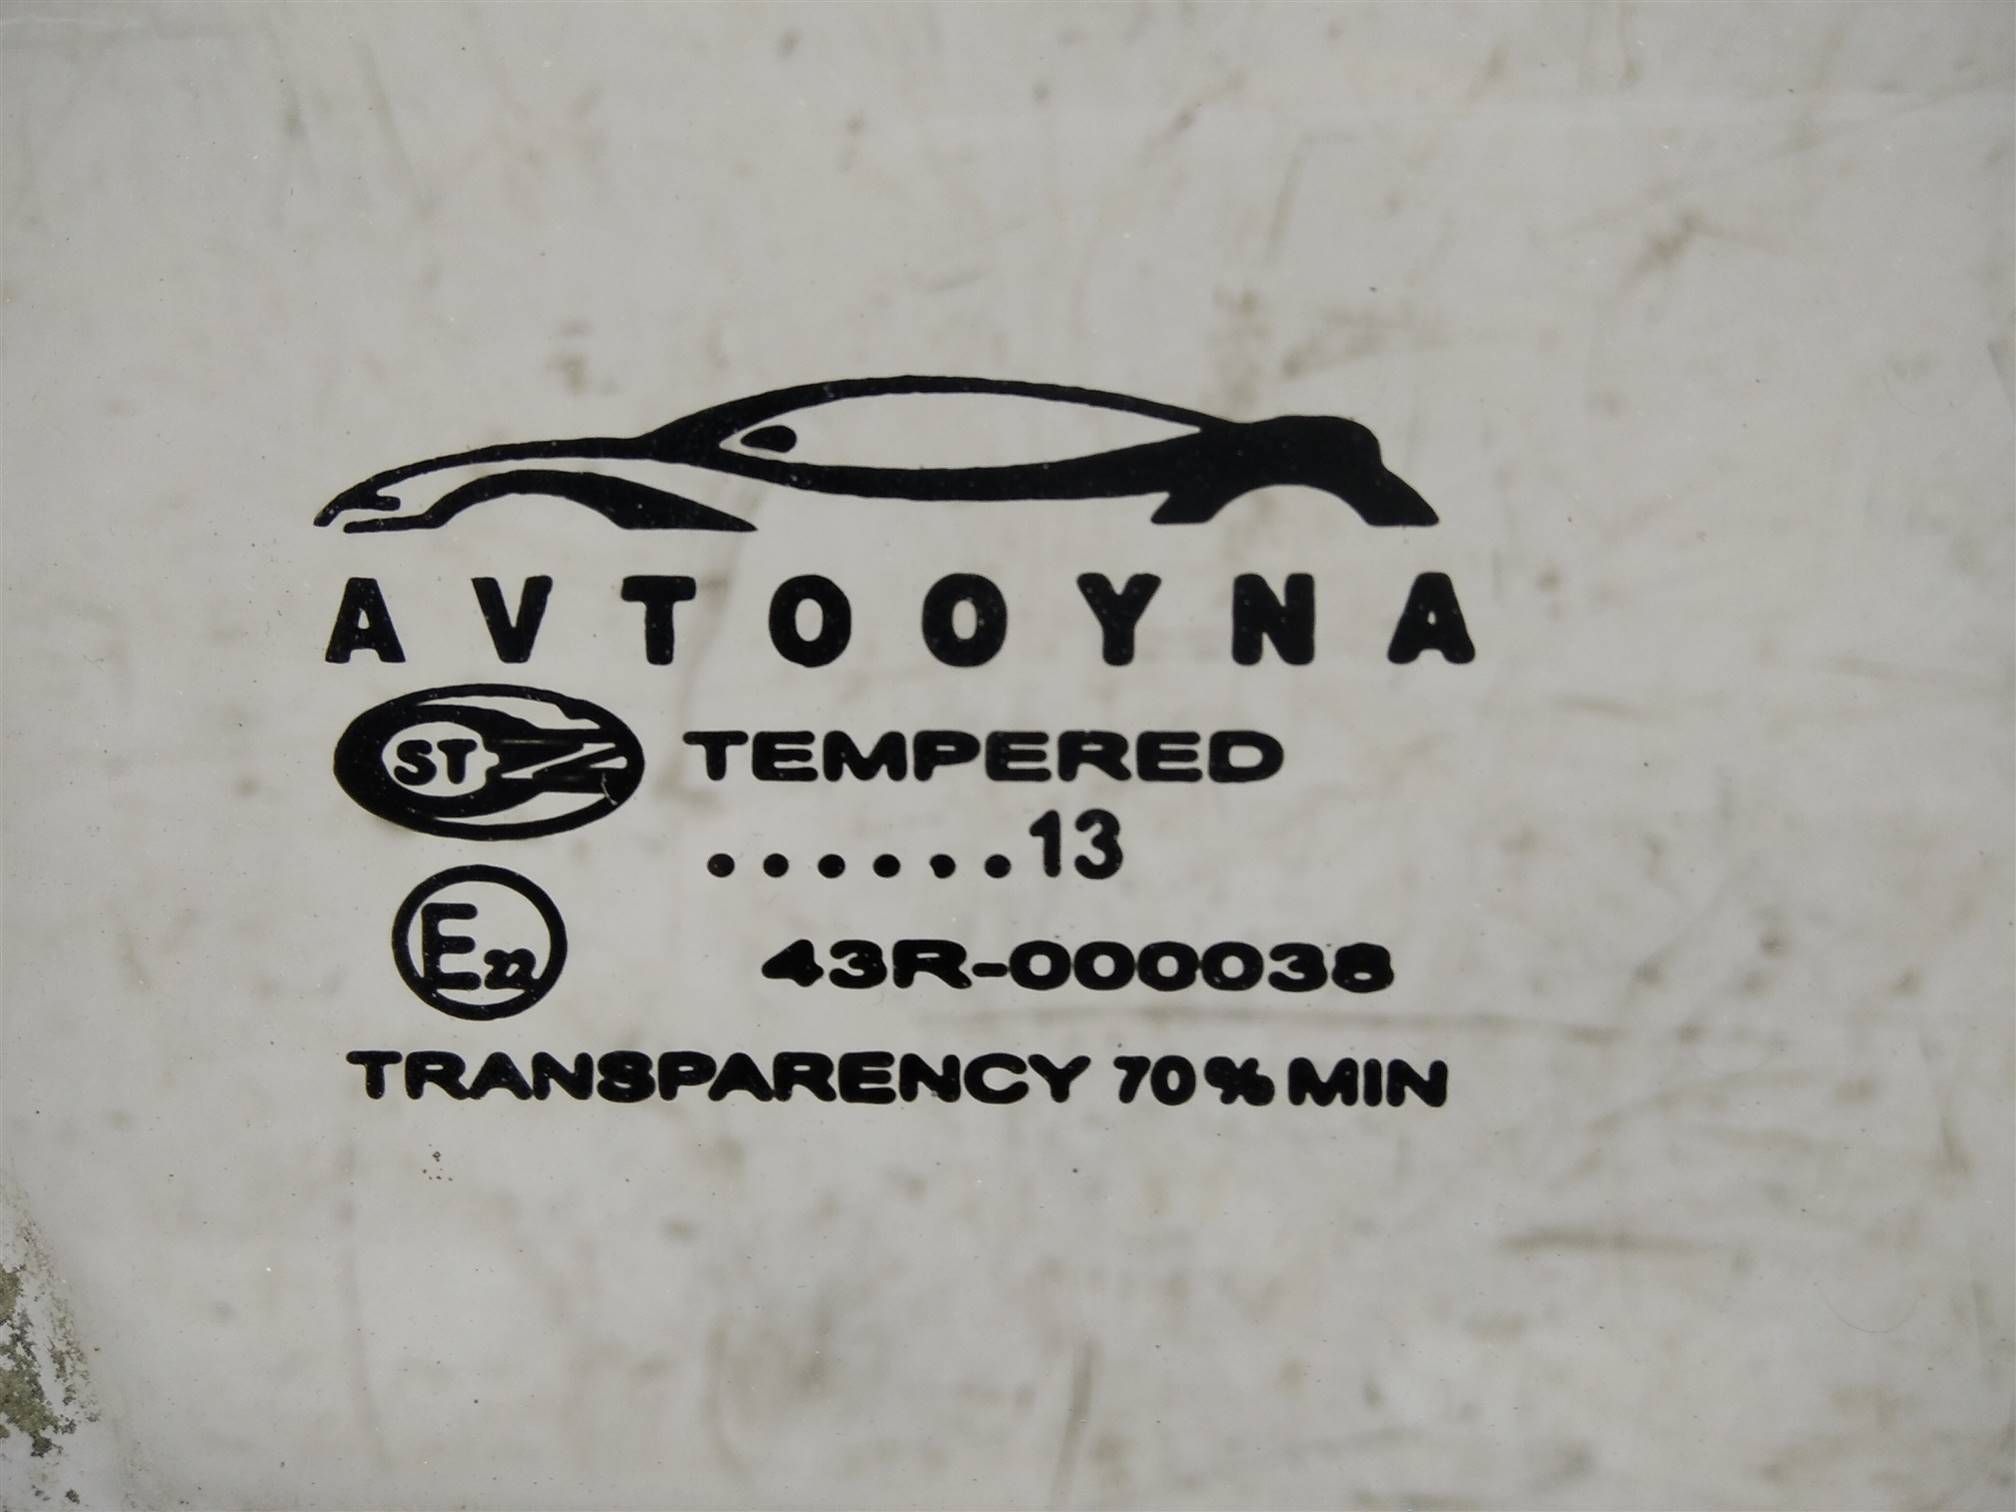 AVTOOYNA
ST TEMPERED
......13
E22 43R-000038
TRANSPARENCY 70% MIN